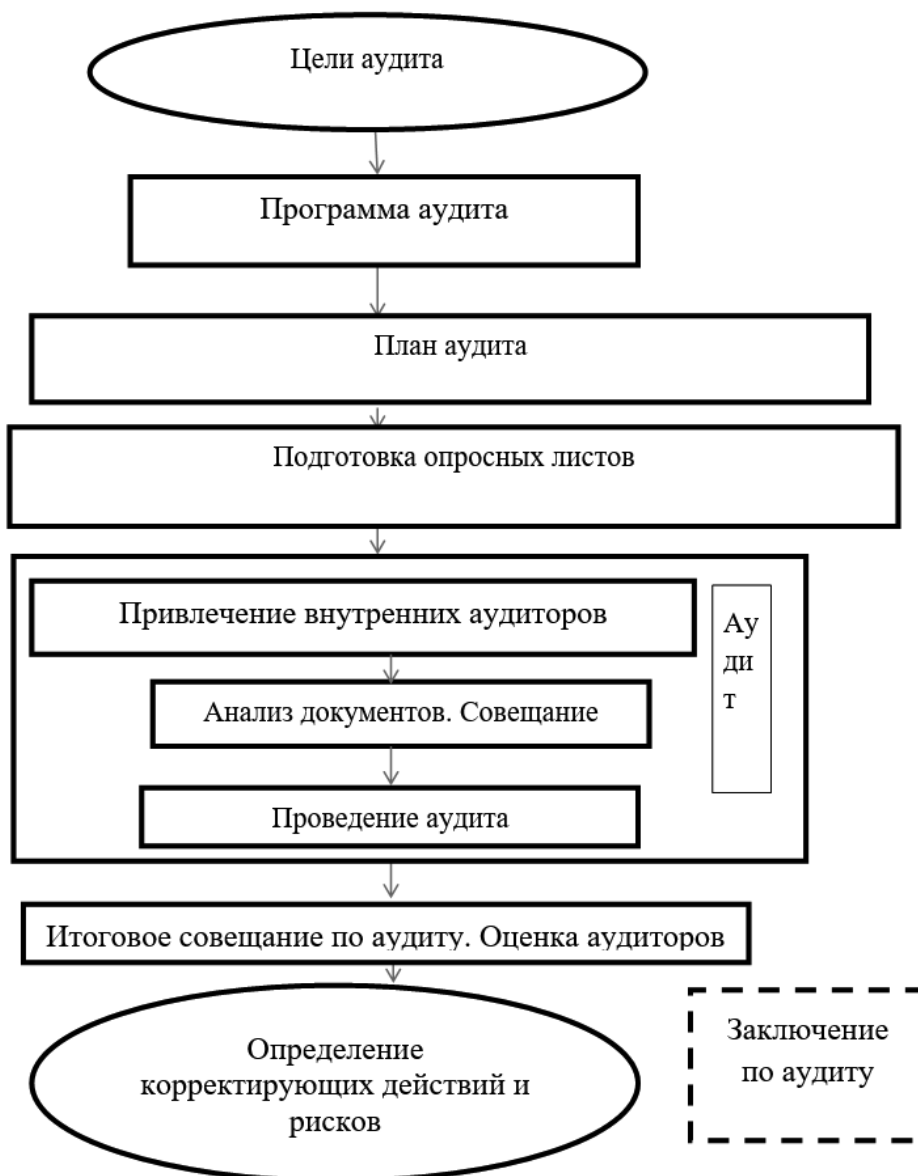 Цели аудита
Программа аудита
План аудита
Подготовка опросных листов
Привлечение внутренних аудиторов
Ау
ди
т
Анализ документов. Совещание
Проведение аудита
Итоговое совещание по аудиту. Оценка аудиторов
Определение
корректирующих действий и
рисков
Заключение
по аудиту